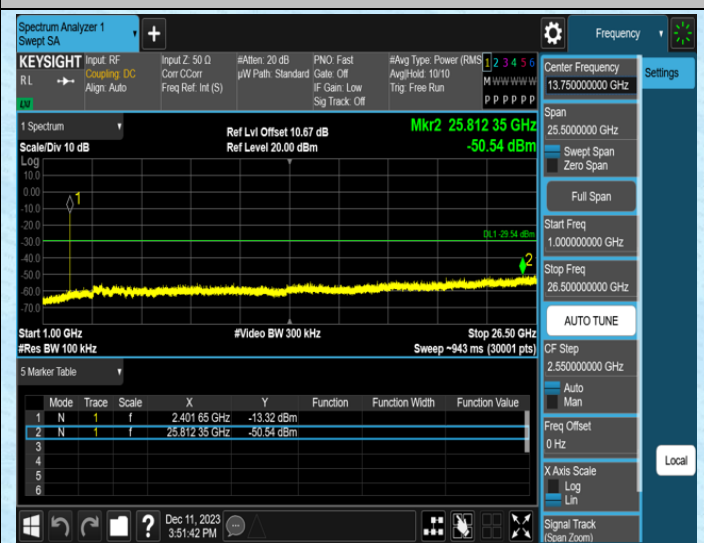 Spectrum Analyzer 1
Swept SA
+
Frequency
KEYSIGHT
RL
LXI
Input: RF
Coupling: DC
Align: Auto
Input Z: 50 Ω
Corr CCorr
Freq Ref: Int (S)
#Atten: 20 dB
µW Path: Standard
PNO: Fast
Gate: Off
IF Gain: Low
Sig Track: Off
#Avg Type: Power (RMS
Avg|Hold: 10/10
Trig: Free Run
1 2 3 4 5 6
M W W W W W
P P P P P P
1 Spectrum
Scale/Div 10 dB
Ref Lvl Offset 10.67 dB
Ref Level 20.00 dBm
Mkr2 25.812 35 GHz
-50.54 dBm
Log
10.0
0.00
-10.0
-20.0
-30.0
-40.0
-50.0
-60.0
-70.0
1
DL1 -29.54 dBm
2
Start 1.00 GHz
#Res BW 100 kHz
#Video BW 300 kHz
Stop 26.50 GHz
Sweep ~943 ms (30001 pts)
5 Marker Table
Mode Trace Scale X Y Function Function Width Function Value
1 N 1 f 2.401 65 GHz -13.32 dBm
2 N 1 f 25.812 35 GHz -50.54 dBm
3
4
5
6
Dec 11, 2023
3:51:42 PM
?
Center Frequency
13.750000000 GHz
Span
25.5000000 GHz
Swept Span
Zero Span
Full Span
Start Freq
1.000000000 GHz
Stop Freq
26.500000000 GHz
AUTO TUNE
CF Step
2.550000000 GHz
Auto
Man
Freq Offset
0 Hz
X Axis Scale
Log
Lin
Signal Track
(Span Zoom)
Settings
Local